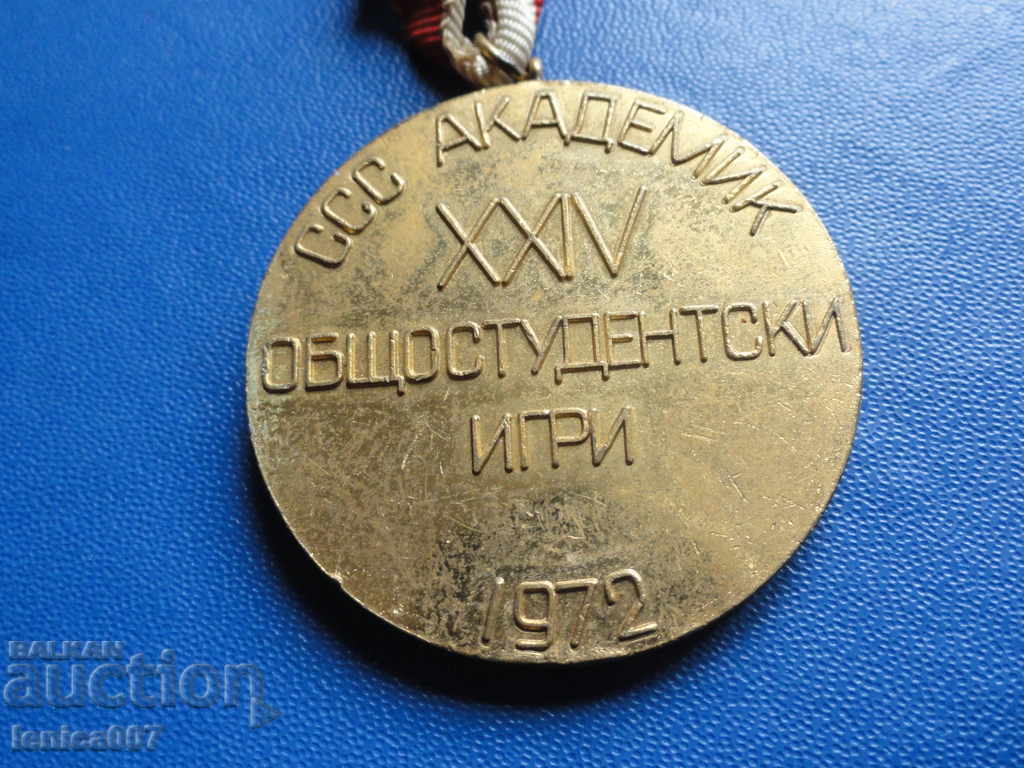 ССС АКАДЕМИК
XXIV
ОБЩОСТУДЕНТСКИ
ИГРИ
1972
BALKAN
auction
lenica007